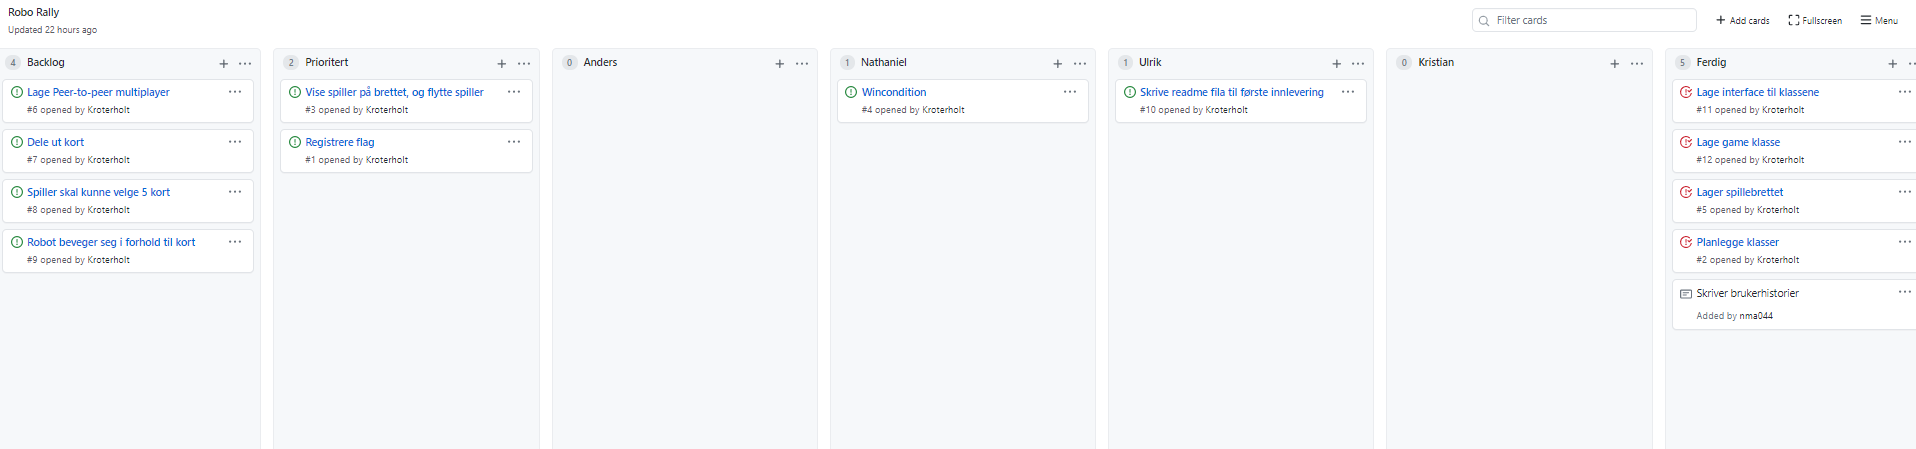 Robo Rally
Updated 22 hours ago
Filter cards
Add cards
Fullscreen
Menu
4 Backlog
Lage Peer-to-peer multiplayer
#6 opened by Kroterholt
Dele ut kort
#7 opened by Kroterholt
Spiller skal kunne velge 5 kort
#8 opened by Kroterholt
Robot beveger seg i forhold til kort
#9 opened by Kroterholt
2 Prioritert
Vise spiller på brettet, og flytte spiller
#3 opened by Kroterholt
Registrere flag
#1 opened by Kroterholt
0 Anders
1 Nathaniel
Wincondition
#4 opened by Kroterholt
1 Ulrik
Skrive readme fila til første innlevering
#10 opened by Kroterholt
0 Kristian
5 Ferdig
Lage interface til klassene
#11 opened by Kroterholt
Lage game klasse
#12 opened by Kroterholt
Lager spillebrettet
#5 opened by Kroterholt
Planlegge klasser
#2 opened by Kroterholt
Skriver brukerhistorier
Added by nma044